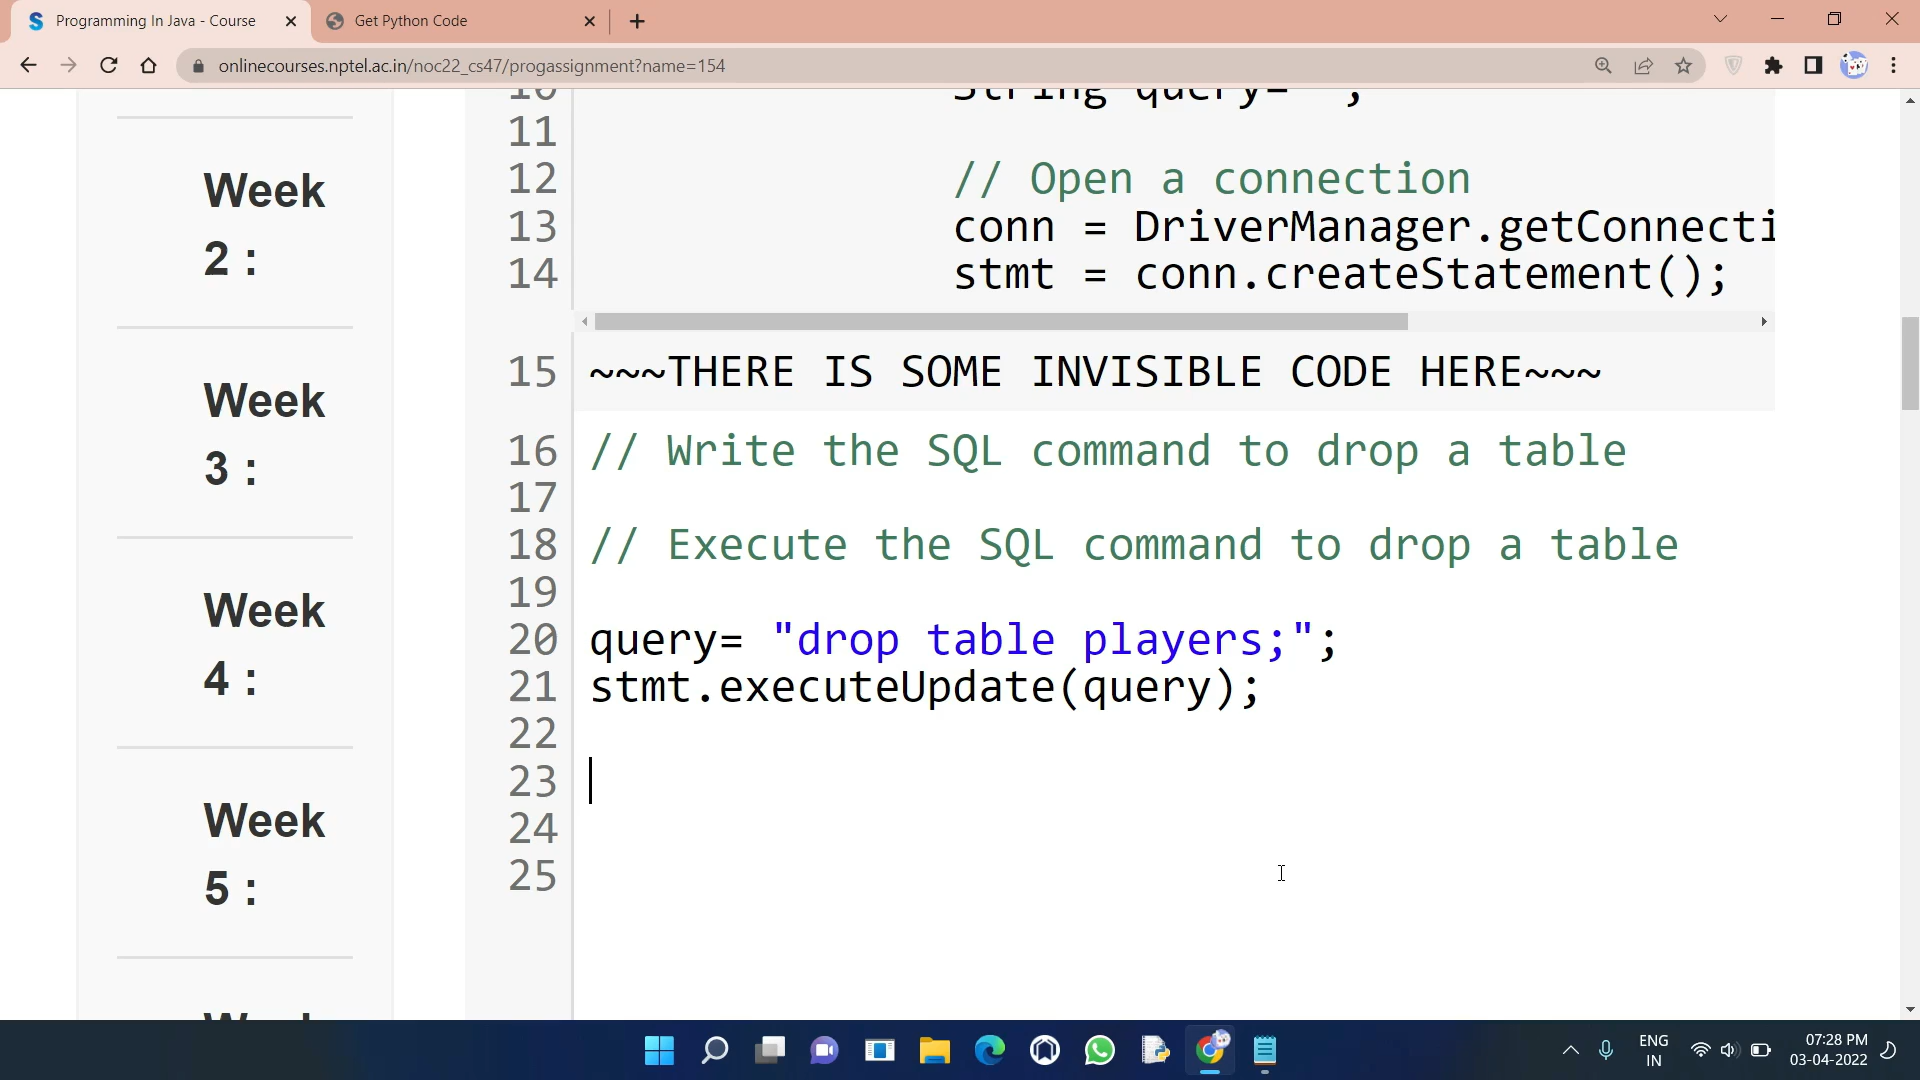 Programming In Java - Course
Get Python Code
onlinecourses.nptel.ac.in/noc22_cs47/progassignment?name=154
Week
2 :
Week
3 :
Week
4 :
Week
5 :
10 String query="";
11
12 // Open a connection
13 conn = DriverManager.getConnecti
14 stmt = conn.createStatement();
15 ~~~THERE IS SOME INVISIBLE CODE HERE~~~
16 // Write the SQL command to drop a table
17
18 // Execute the SQL command to drop a table
19
20 query= "drop table players;";
21 stmt.executeUpdate(query);
22
23
24
25
ENG
IN
07:28 PM
03-04-2022